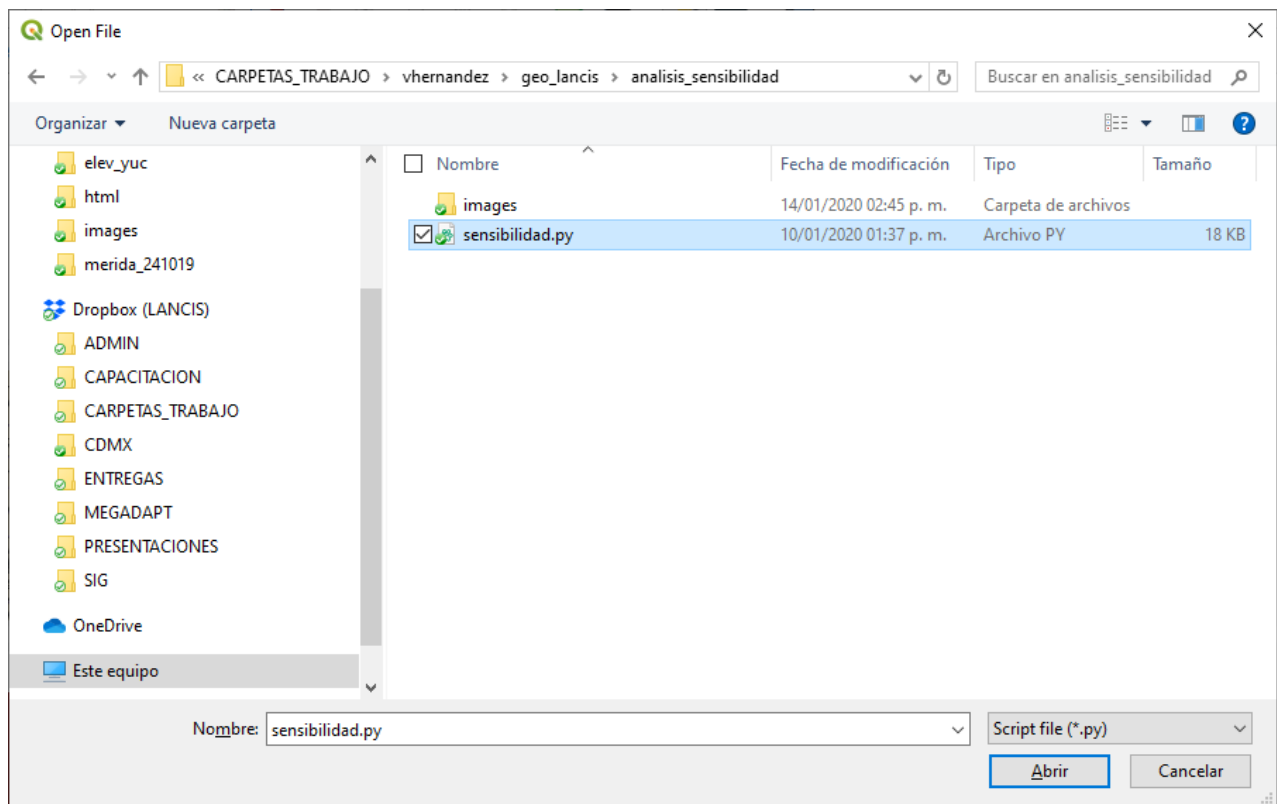 Open File
« CARPETAS_TRABAJO › vhernandez › geo_lancis › analisis_sensibilidad
Buscar en analisis_sensibilidad
Organizar
Nueva carpeta
?
elev_yuc
html
images
merida_241019
Dropbox (LANCIS)
ADMIN
CAPACITACION
CARPETAS_TRABAJO
CDMX
ENTREGAS
MEGADAPT
PRESENTACIONES
SIG
OneDrive
Este equipo
Nombre Fecha de modificación Tipo Tamaño
images 14/01/2020 02:45 p. m. Carpeta de archivos
sensibilidad.py 10/01/2020 01:37 p. m. Archivo PY 18 KB
Nombre: sensibilidad.py
Script file (*.py)
Abrir Cancelar